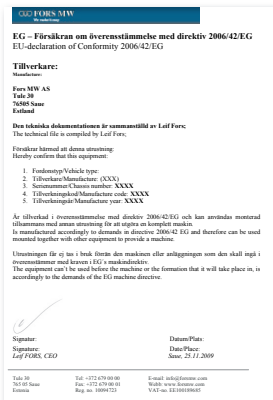 FORS MW
EG – Försäkran om överensstämmelse med direktiv 2006/42/EG
EU-declaration of Conformity 2006/42/EG
Tillverkare:
Manufacture:
Fors MW AS
Tule 30
76505 Saue
Estland
Den tekniska dokumentationen är sammanställd av Leif Fors;
The technical file is compiled by Leif Fors;
Försäkrar härmed att denna utrustning:
Hereby confirm that this equipment:
1. Fordonstyp/Vehicle type:
2. Tillverkare/Manufacture: (XXX)
3. Serienummer/Chassis number: XXXX
4. Tillverkningskod/Manufacture code: XXXX
5. Tillverkningsår/Manufacture year: XXXX
Är tillverkad i överensstämmelse med direktiv 2006/42/EG och kan användas monterad
tillsammans med annan utrustning för att utgöra en komplett maskin.
Is manufactured accordingly to demands in directive 2006/42 EG and therefore can be used
mounted together with other equipment to provide a machine.
Utrustningen får ej tas i bruk förrän den maskinen eller anläggningen som den skall ingå i
överensstämmer med kraven i EG´s maskindirektiv.
The equipment can't be used before the machine or the formation that it will take place in, is
accordingly to the demands of the EG machine directive.
Signatur: Datum/Plats:
Signature: Date/Place:
Leif FORS, CEO Saue, 25.11.2009
Tule 30 Tel: +372 679 00 00 E-mail: info@forsmw.com
765 05 Saue Fax: +372 679 00 01 Webb: www.forsmw.com
Estonia Reg. no. 10094723 VAT-no. EE100189685